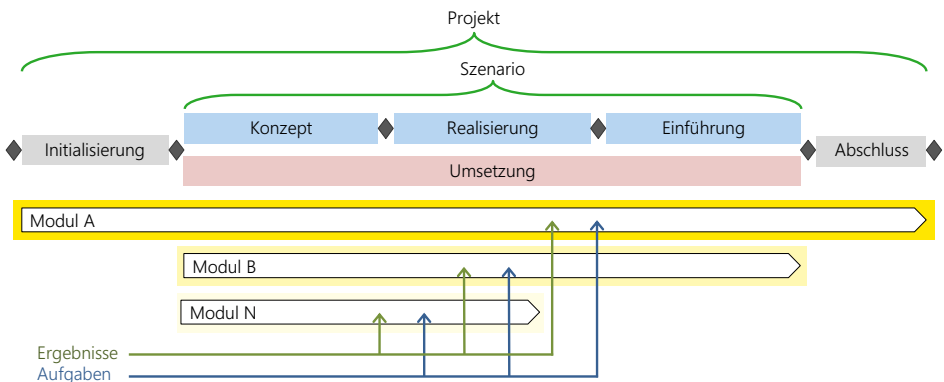 Projekt
Szenario
Konzept
Realisierung
Einführung
Initialisierung
Abschluss
Umsetzung
Modul A
Modul B
Modul N
Ergebnisse
Aufgaben